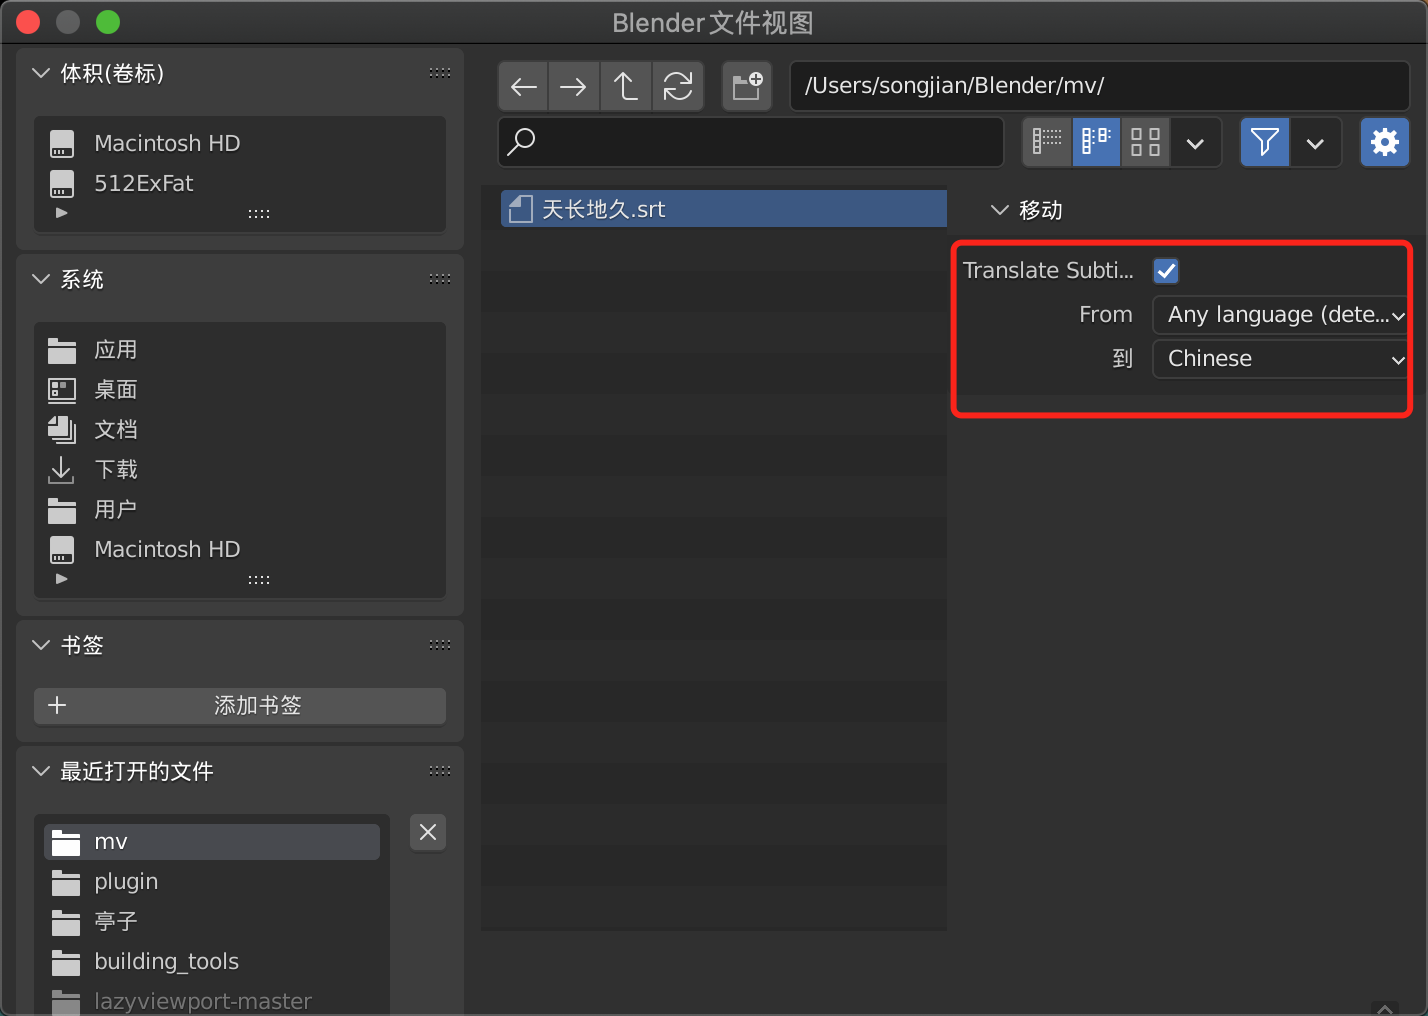 Blender文件视图
体积(卷标)
Macintosh HD
512ExFat
系统
应用
桌面
文档
下载
用户
Macintosh HD
书签
添加书签
最近打开的文件
mv
plugin
亭子
building_tools
lazyviewport-master
/Users/songjian/Blender/mv/
天长地久.srt
移动
Translate Subti...
From Any language (dete...
到 Chinese